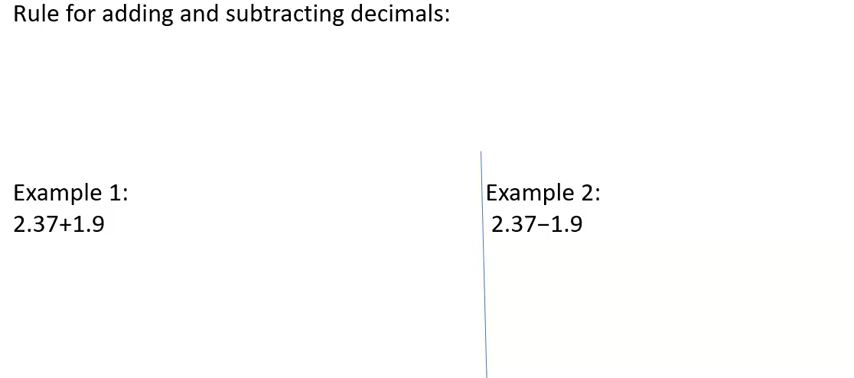 Rule for adding and subtracting decimals:
Example 1:
2.37+1.9
Example 2:
2.37−1.9